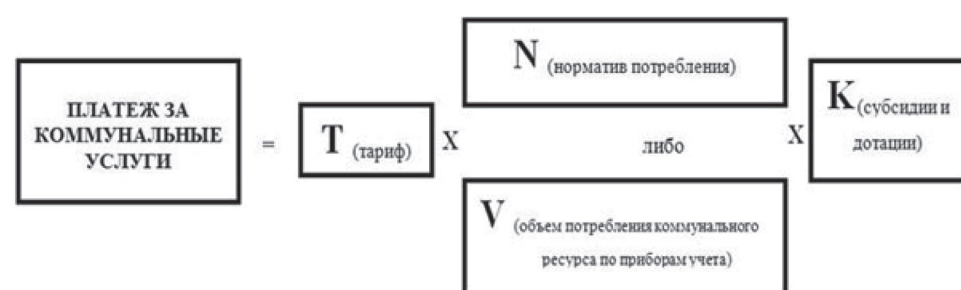 ПЛАТЕЖ ЗА
КОММУНАЛЬНЫЕ
УСЛУГИ
=
Т (тариф)
X
N (норматив потребления)
либо
V (объем потребления коммунального
ресурса по приборам учета)
X
К (субсидии и
дотации)